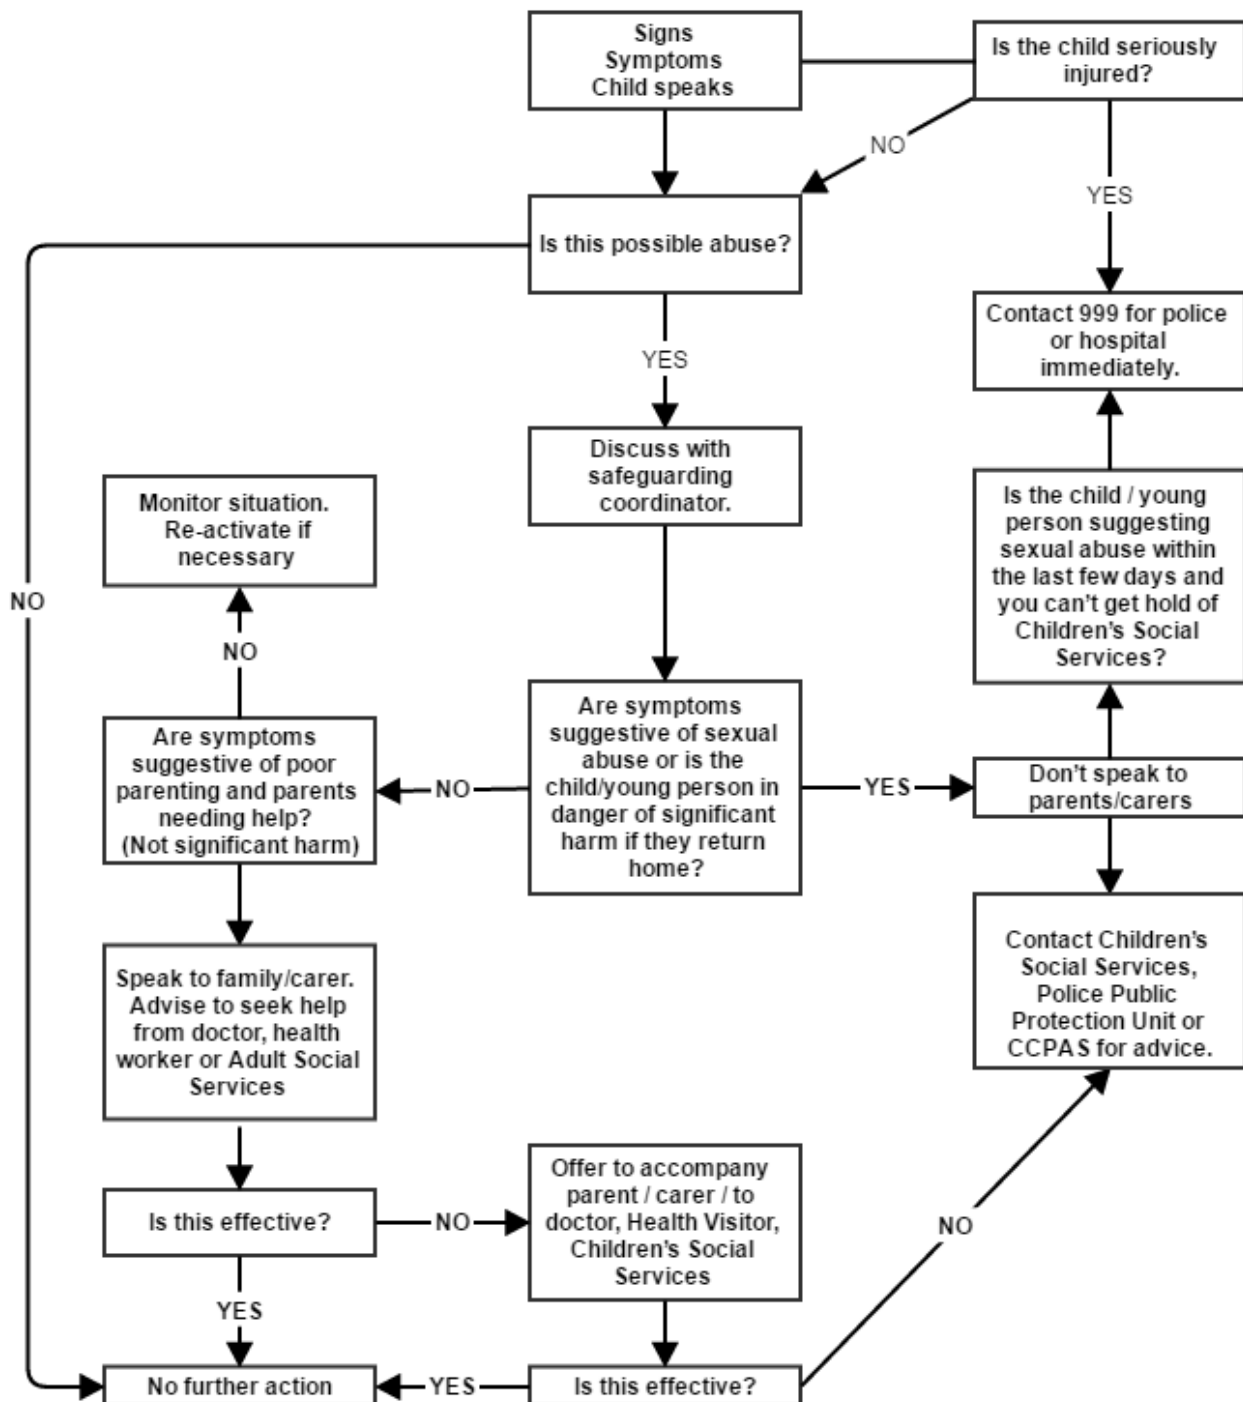 Signs
Symptoms
Child speaks
Is the child seriously
injured?
NO
YES
Is this possible abuse?
YES
Contact 999 for police
or hospital
immediately.
Discuss with
safeguarding
coordinator.
Monitor situation.
Re-activate if
necessary
Is the child / young
person suggesting
sexual abuse within
the last few days and
you can't get hold of
Children's Social
Services?
NO
NO
Are symptoms
suggestive of poor
parenting and parents
needing help?
(Not significant harm)
NO
Are symptoms
suggestive of sexual
abuse or is the
child/young person in
danger of significant
harm if they return
home?
YES
Don't speak to
parents/carers
Speak to family/carer.
Advise to seek help
from doctor, health
worker or Adult Social
Services
Contact Children's
Social Services,
Police Public
Protection Unit or
CCPAS for advice.
Is this effective?
NO
Offer to accompany
parent / carer / to
doctor, Health Visitor,
Children's Social
Services
NO
YES
No further action
YES
Is this effective?